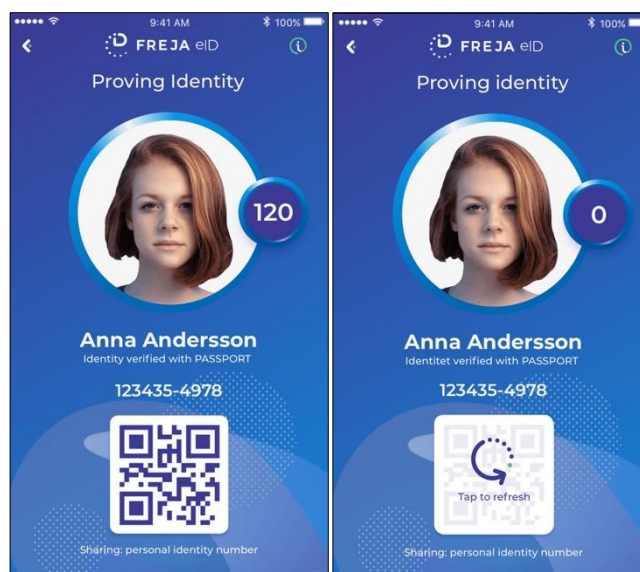 9:41 AM
100%
FREJA eID
Proving Identity
120
Anna Andersson
Identity verified with PASSPORT
123435-4978
Sharing: personal identity number
9:41 AM
100%
FREJA eID
Proving identity
0
Anna Andersson
Identitet verified with PASSPORT
123435-4978
Tap to refresh
Sharing: personal identity number